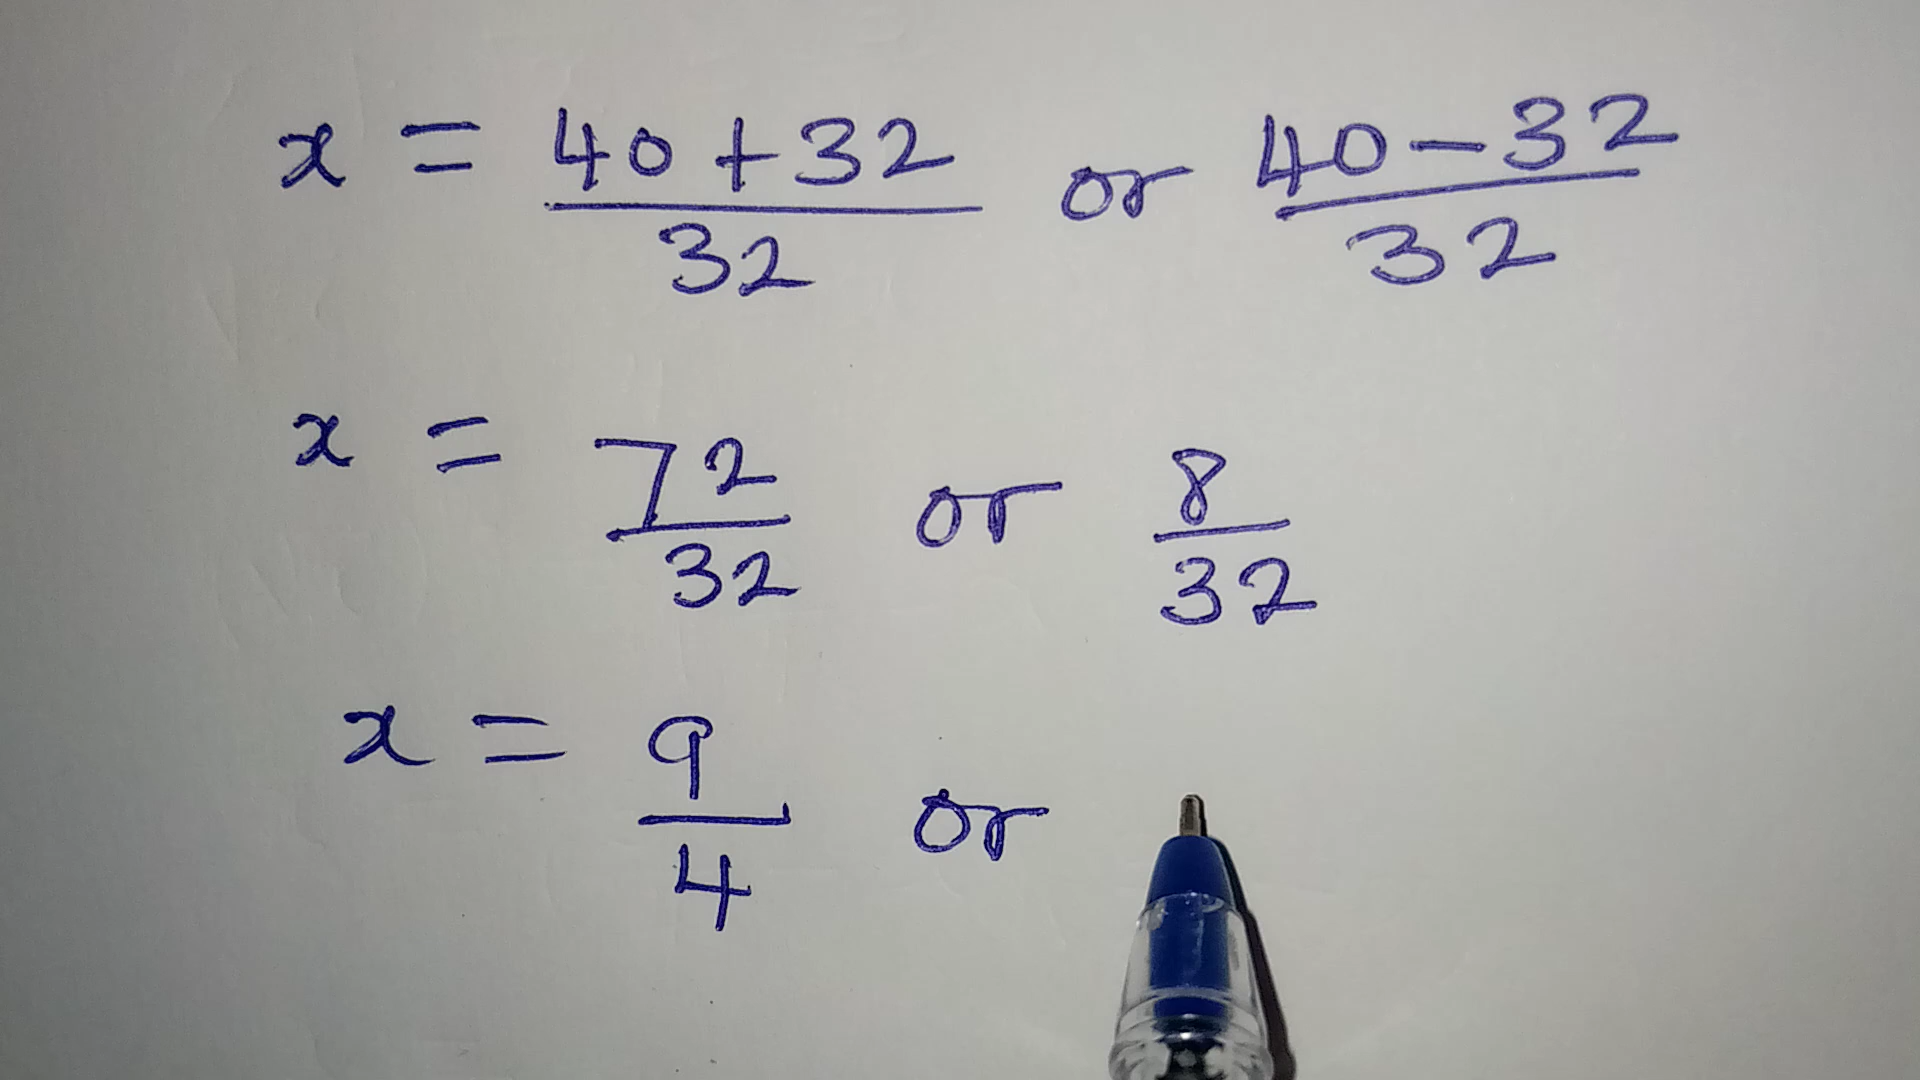 x = 40 + 32 / 32 or 40 - 32 / 32
x = 72 / 32 or 8 / 32
x = 9 / 4 or